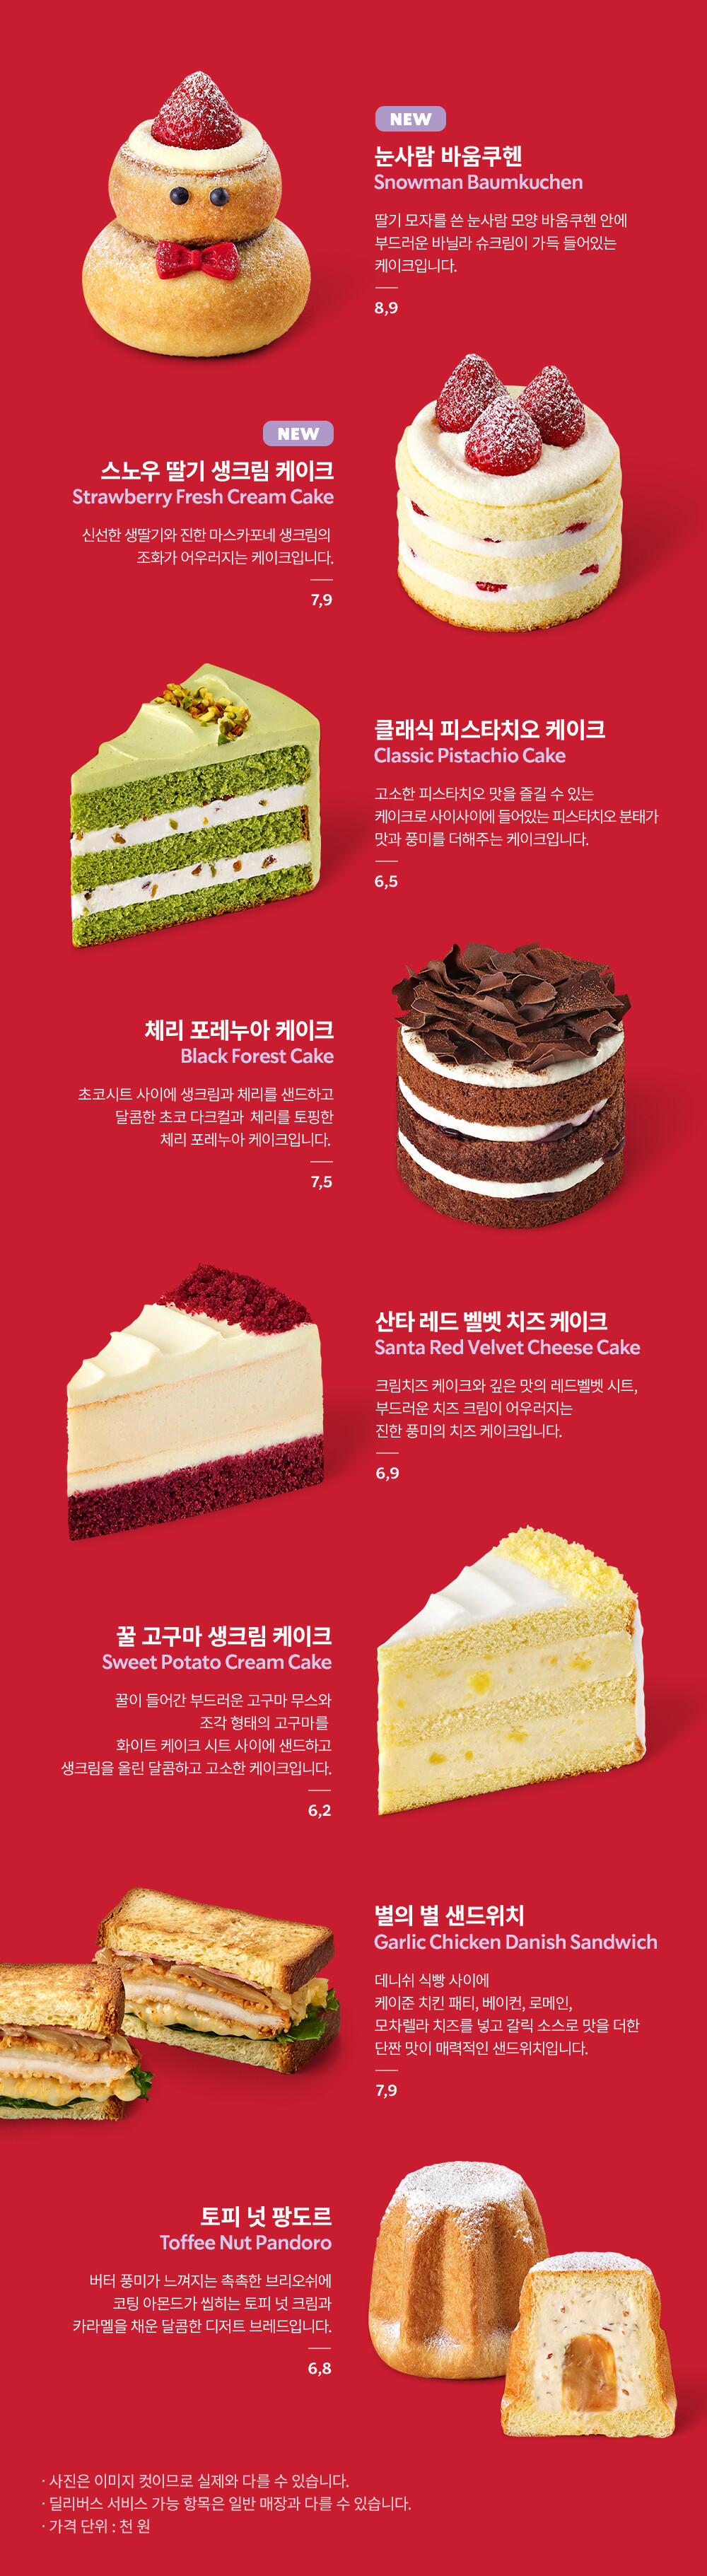 NEW
눈사람 바움쿠헨
Snowman Baumkuchen
딸기 모자를 쓴 눈사람 모양 바움쿠헨 안에
부드러운 바닐라 슈크림이 가득 들어있는
케이크입니다.
8,9
NEW
스노우 딸기 생크림 케이크
Strawberry Fresh Cream Cake
신선한 생딸기와 진한 마스카포네 생크림의
조화가 어우러지는 케이크입니다.
7,9
클래식 피스타치오 케이크
Classic Pistachio Cake
고소한 피스타치오 맛을 즐길 수 있는
케이크로 사이사이에 들어있는 피스타치오 분태가
맛과 풍미를 더해주는 케이크입니다.
6,5
체리 포레누아 케이크
Black Forest Cake
초코시트 사이에 생크림과 체리를 샌드하고
달콤한 초코 다크컬과 체리를 토핑한
체리 포레누아 케이크입니다.
7,5
산타 레드 벨벳 치즈 케이크
Santa Red Velvet Cheese Cake
크림치즈 케이크와 깊은 맛의 레드벨벳 시트,
부드러운 치즈 크림이 어우러지는
진한 풍미의 치즈 케이크입니다.
6,9
꿀 고구마 생크림 케이크
Sweet Potato Cream Cake
꿀이 들어간 부드러운 고구마 무스와
조각 형태의 고구마를
화이트 케이크 시트 사이에 샌드하고
생크림을 올린 달콤하고 고소한 케이크입니다.
6,2
별의 별 샌드위치
Garlic Chicken Danish Sandwich
데니쉬 식빵 사이에
케이준 치킨 패티, 베이컨, 로메인,
모차렐라 치즈를 넣고 갈릭 소스로 맛을 더한
단짠 맛이 매력적인 샌드위치입니다.
7,9
토피 넛 팡도르
Toffee Nut Pandoro
버터 풍미가 느껴지는 촉촉한 브리오쉬에
코팅 아몬드가 씹히는 토피 넛 크림과
카라멜을 채운 달콤한 디저트 브레드입니다.
6,8
· 사진은 이미지 컷이므로 실제와 다를 수 있습니다.
· 딜리버스 서비스 가능 항목은 일반 매장과 다를 수 있습니다.
· 가격 단위 : 천 원